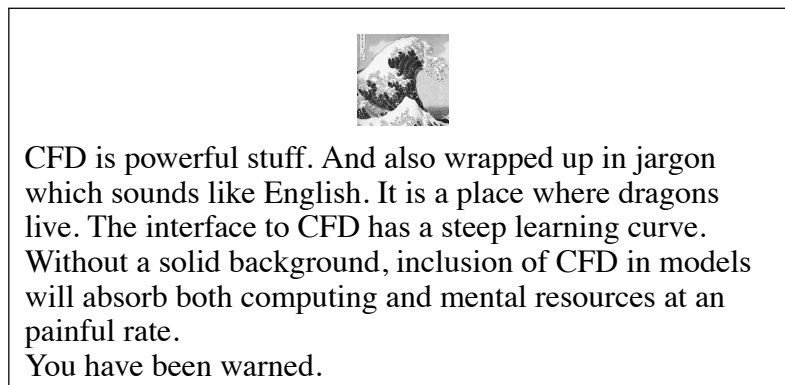 CFD is powerful stuff. And also wrapped up in jargon
which sounds like English. It is a place where dragons
live. The interface to CFD has a steep learning curve.
Without a solid background, inclusion of CFD in models
will absorb both computing and mental resources at an
painful rate.
You have been warned.